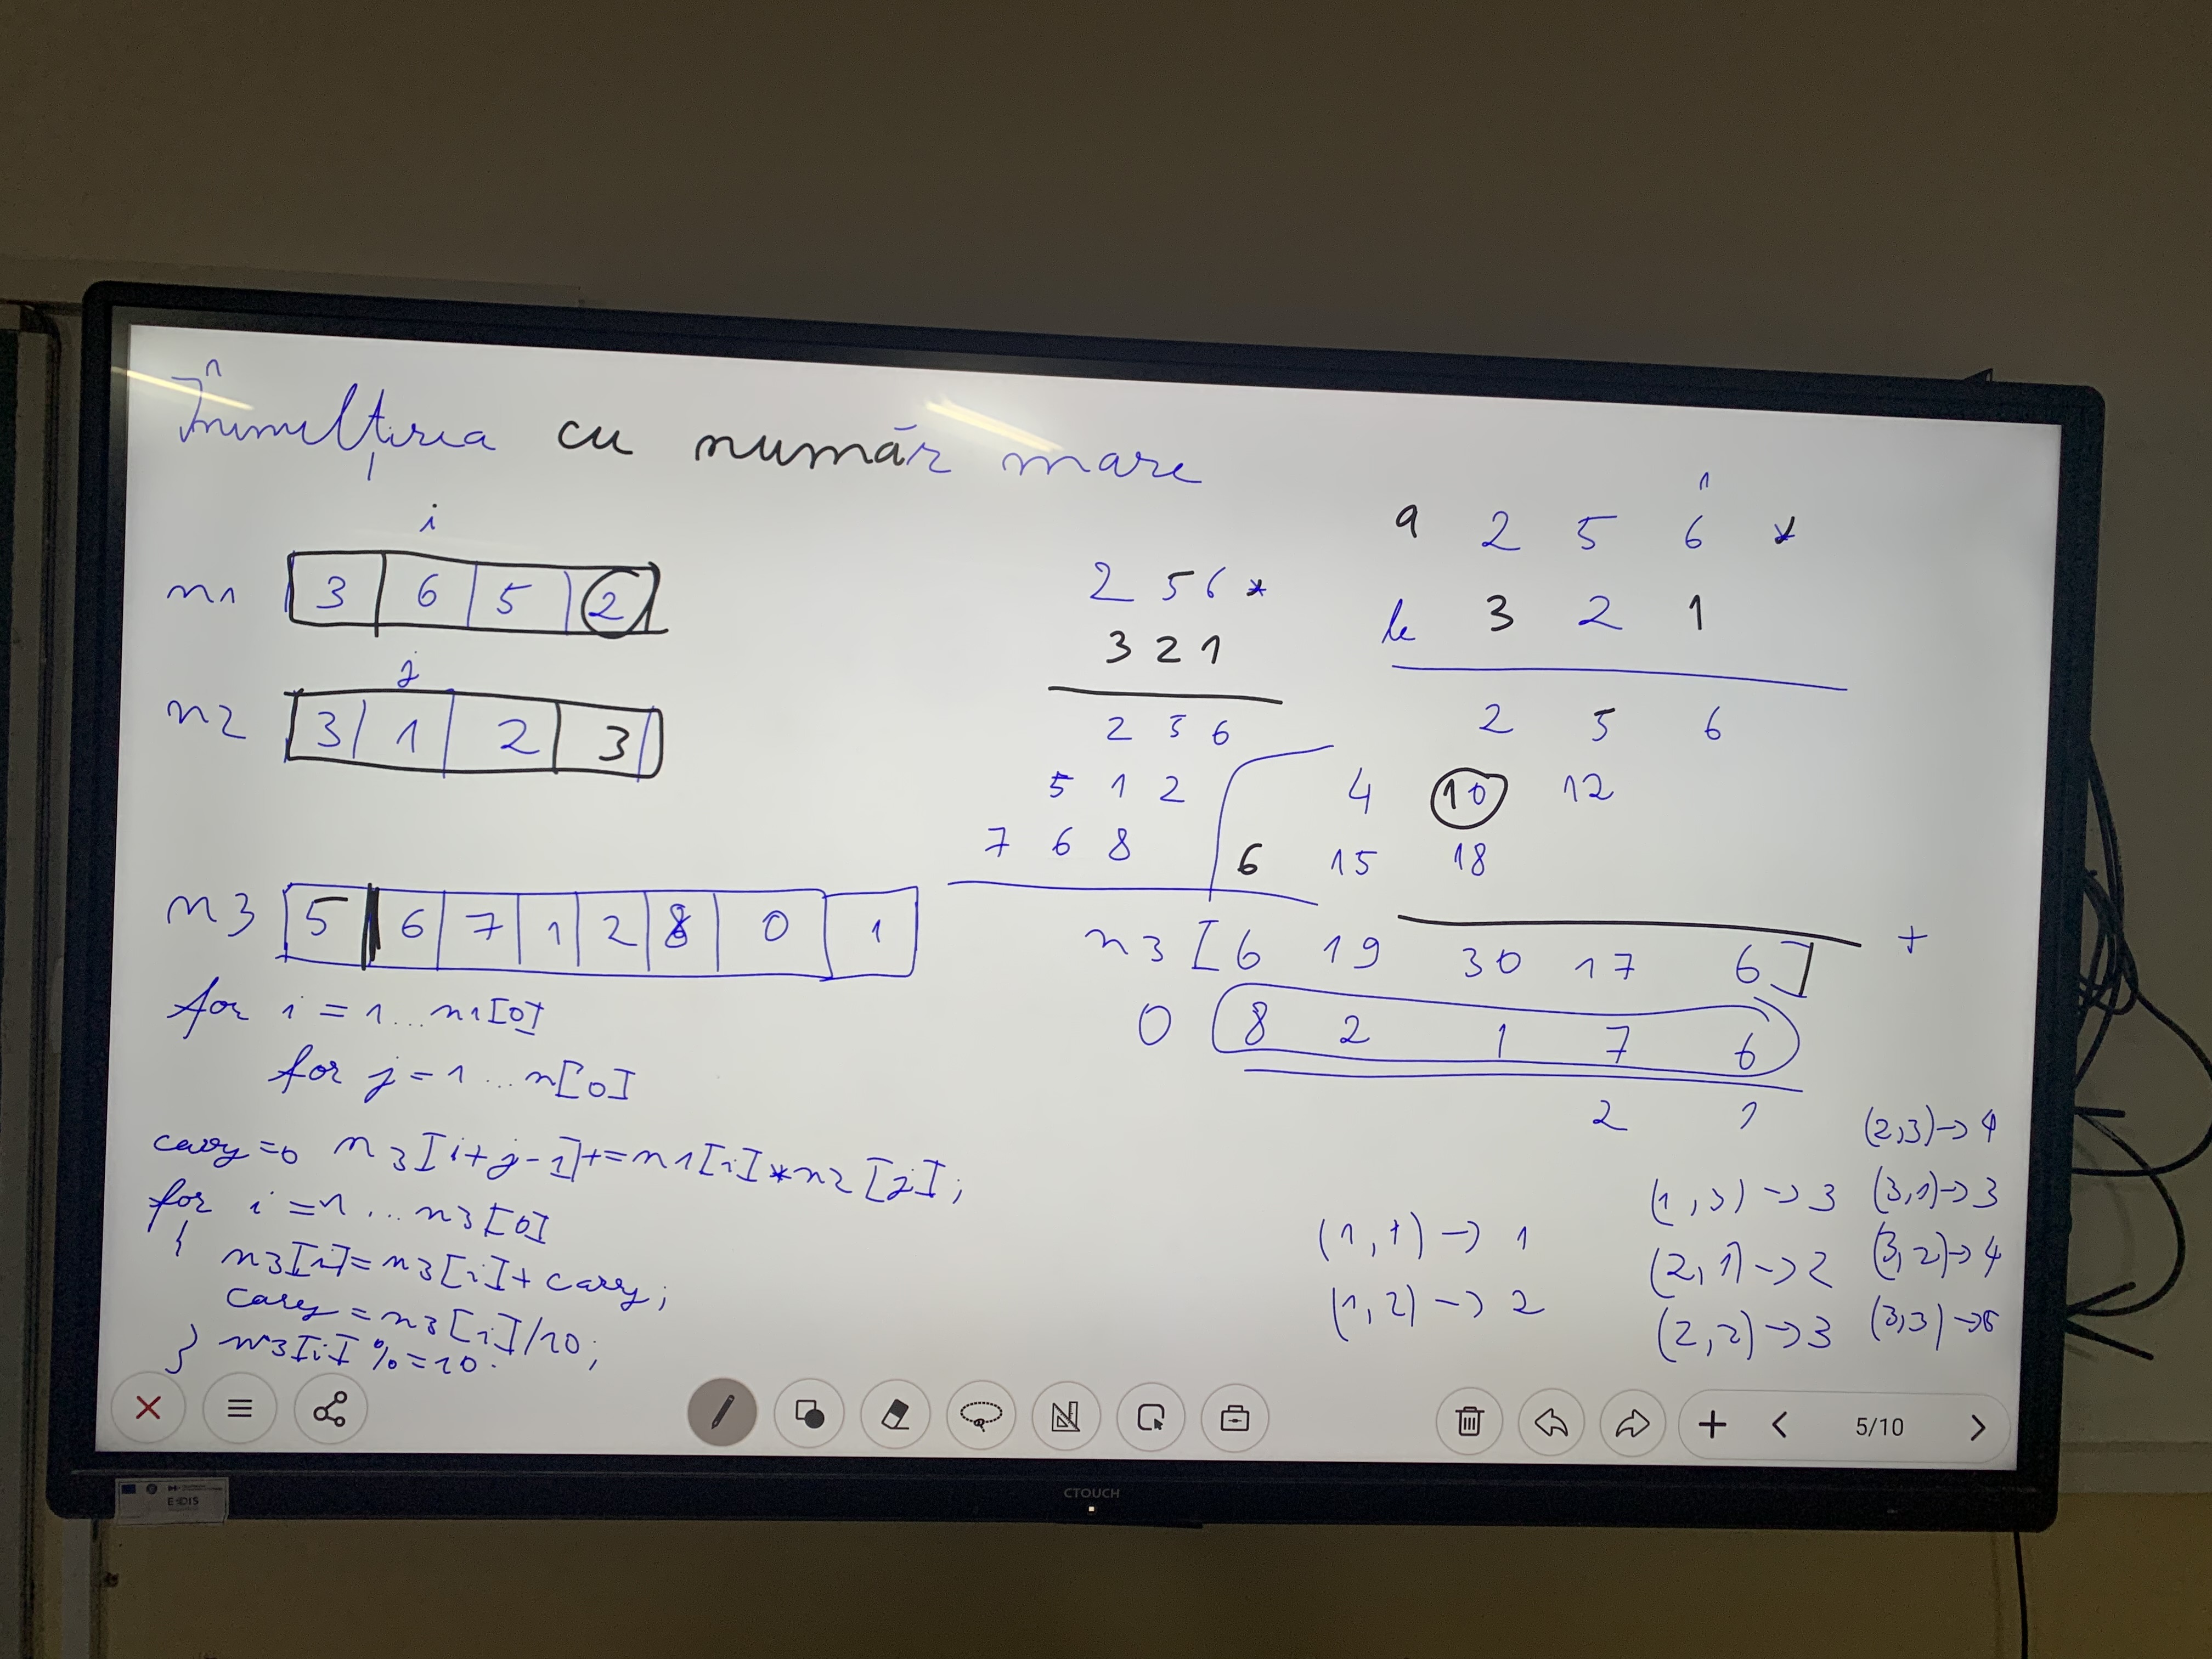 Înmulțirea cu număr mare
i
n1 3 6 5 2
j
n2 3 1 2 3
n3 5 6 7 1 2 8 0 1
for i = 1 ... n1[0]
for j = 1 ... n[0]
carry = 0 n3[i+j-1] += n1[i] * n2[j];
for i = 1 ... n3[0]
{ n3[i] = n3[i] + carry;
carry = n3[i]/10;
} n3[i] % = 10.
2 5 6 *
3 2 1
2 5 6
5 1 2
7 6 8
1
a 2 5 6 *
b 3 2 1
2 5 6
4 10 12
6 15 18
n3 [6 19 30 17 6] +
0 8 2 1 7 6
2 1
(1,1) -> 1
(1,2) -> 2
(1,3) -> 3
(2,1) -> 2
(2,2) -> 3
(2,3) -> 4
(3,1) -> 3
(3,2) -> 4
(3,3) -> 5
5/10
CTOUCH